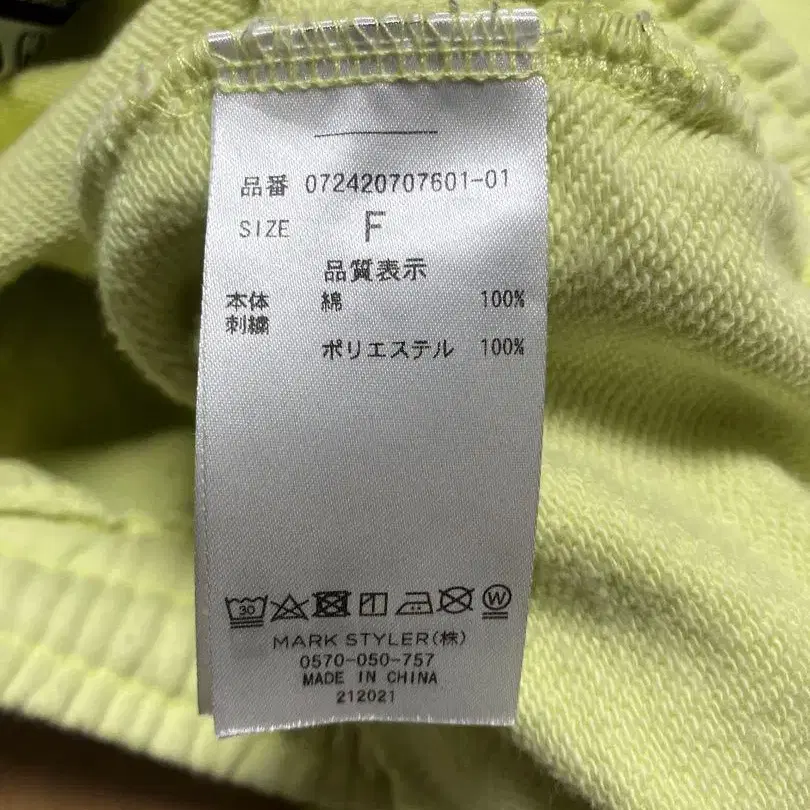 品番 072420707601-01
SIZE F
品質表示
本体 綿 100%
刺繍
ポリエステル 100%
30
W
MARK STYLER(株)
0570-050-757
MADE IN CHINA
212021